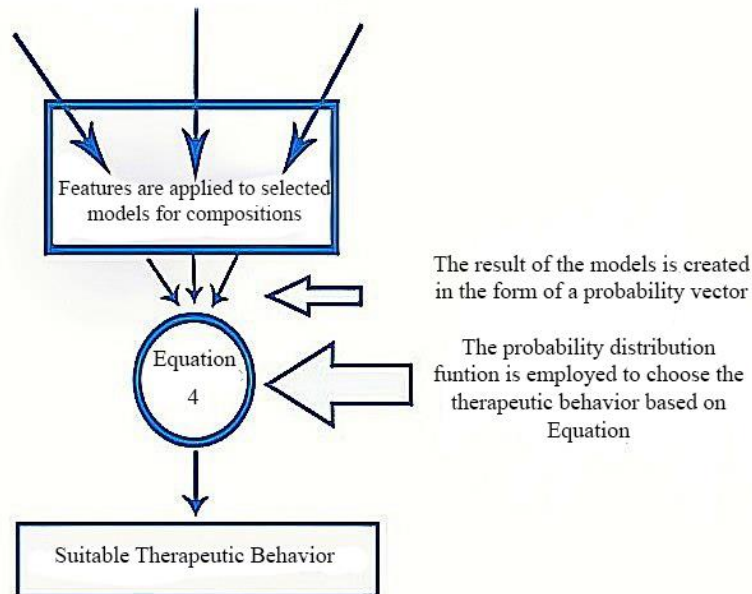 Features are applied to selected
models for compositions
The result of the models is created
in the form of a probability vector
Equation
4
The probability distribution
funtion is employed to choose the
therapeutic behavior based on
Equation
Suitable Therapeutic Behavior